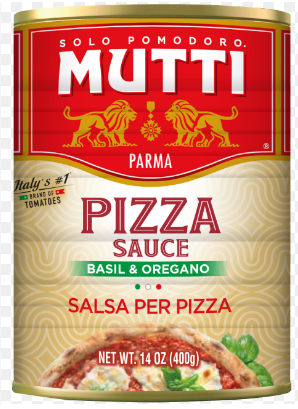 SOLO POMODORO.
MUTTI
®
PARMA
Italy's #1
BRAND OF
TOMATOES
PIZZA
SAUCE
BASIL & OREGANO
SALSA PER PIZZA
NET WT. 14 OZ (400g)